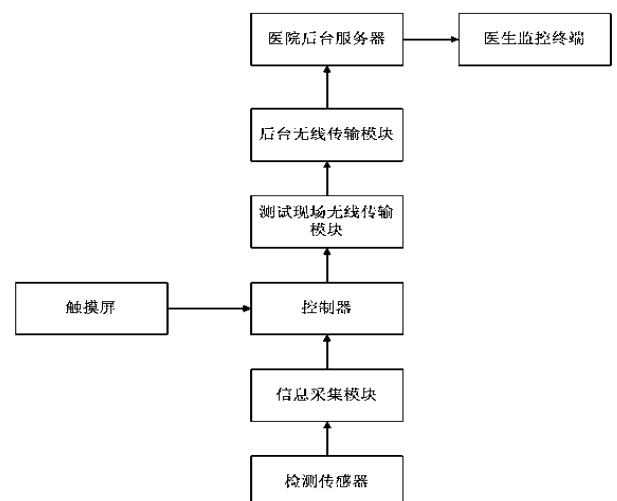 医院后台服务器
医生监控终端
后台无线传输模块
测试现场无线传输
模块
触摸屏
控制器
信息采集模块
检测传感器